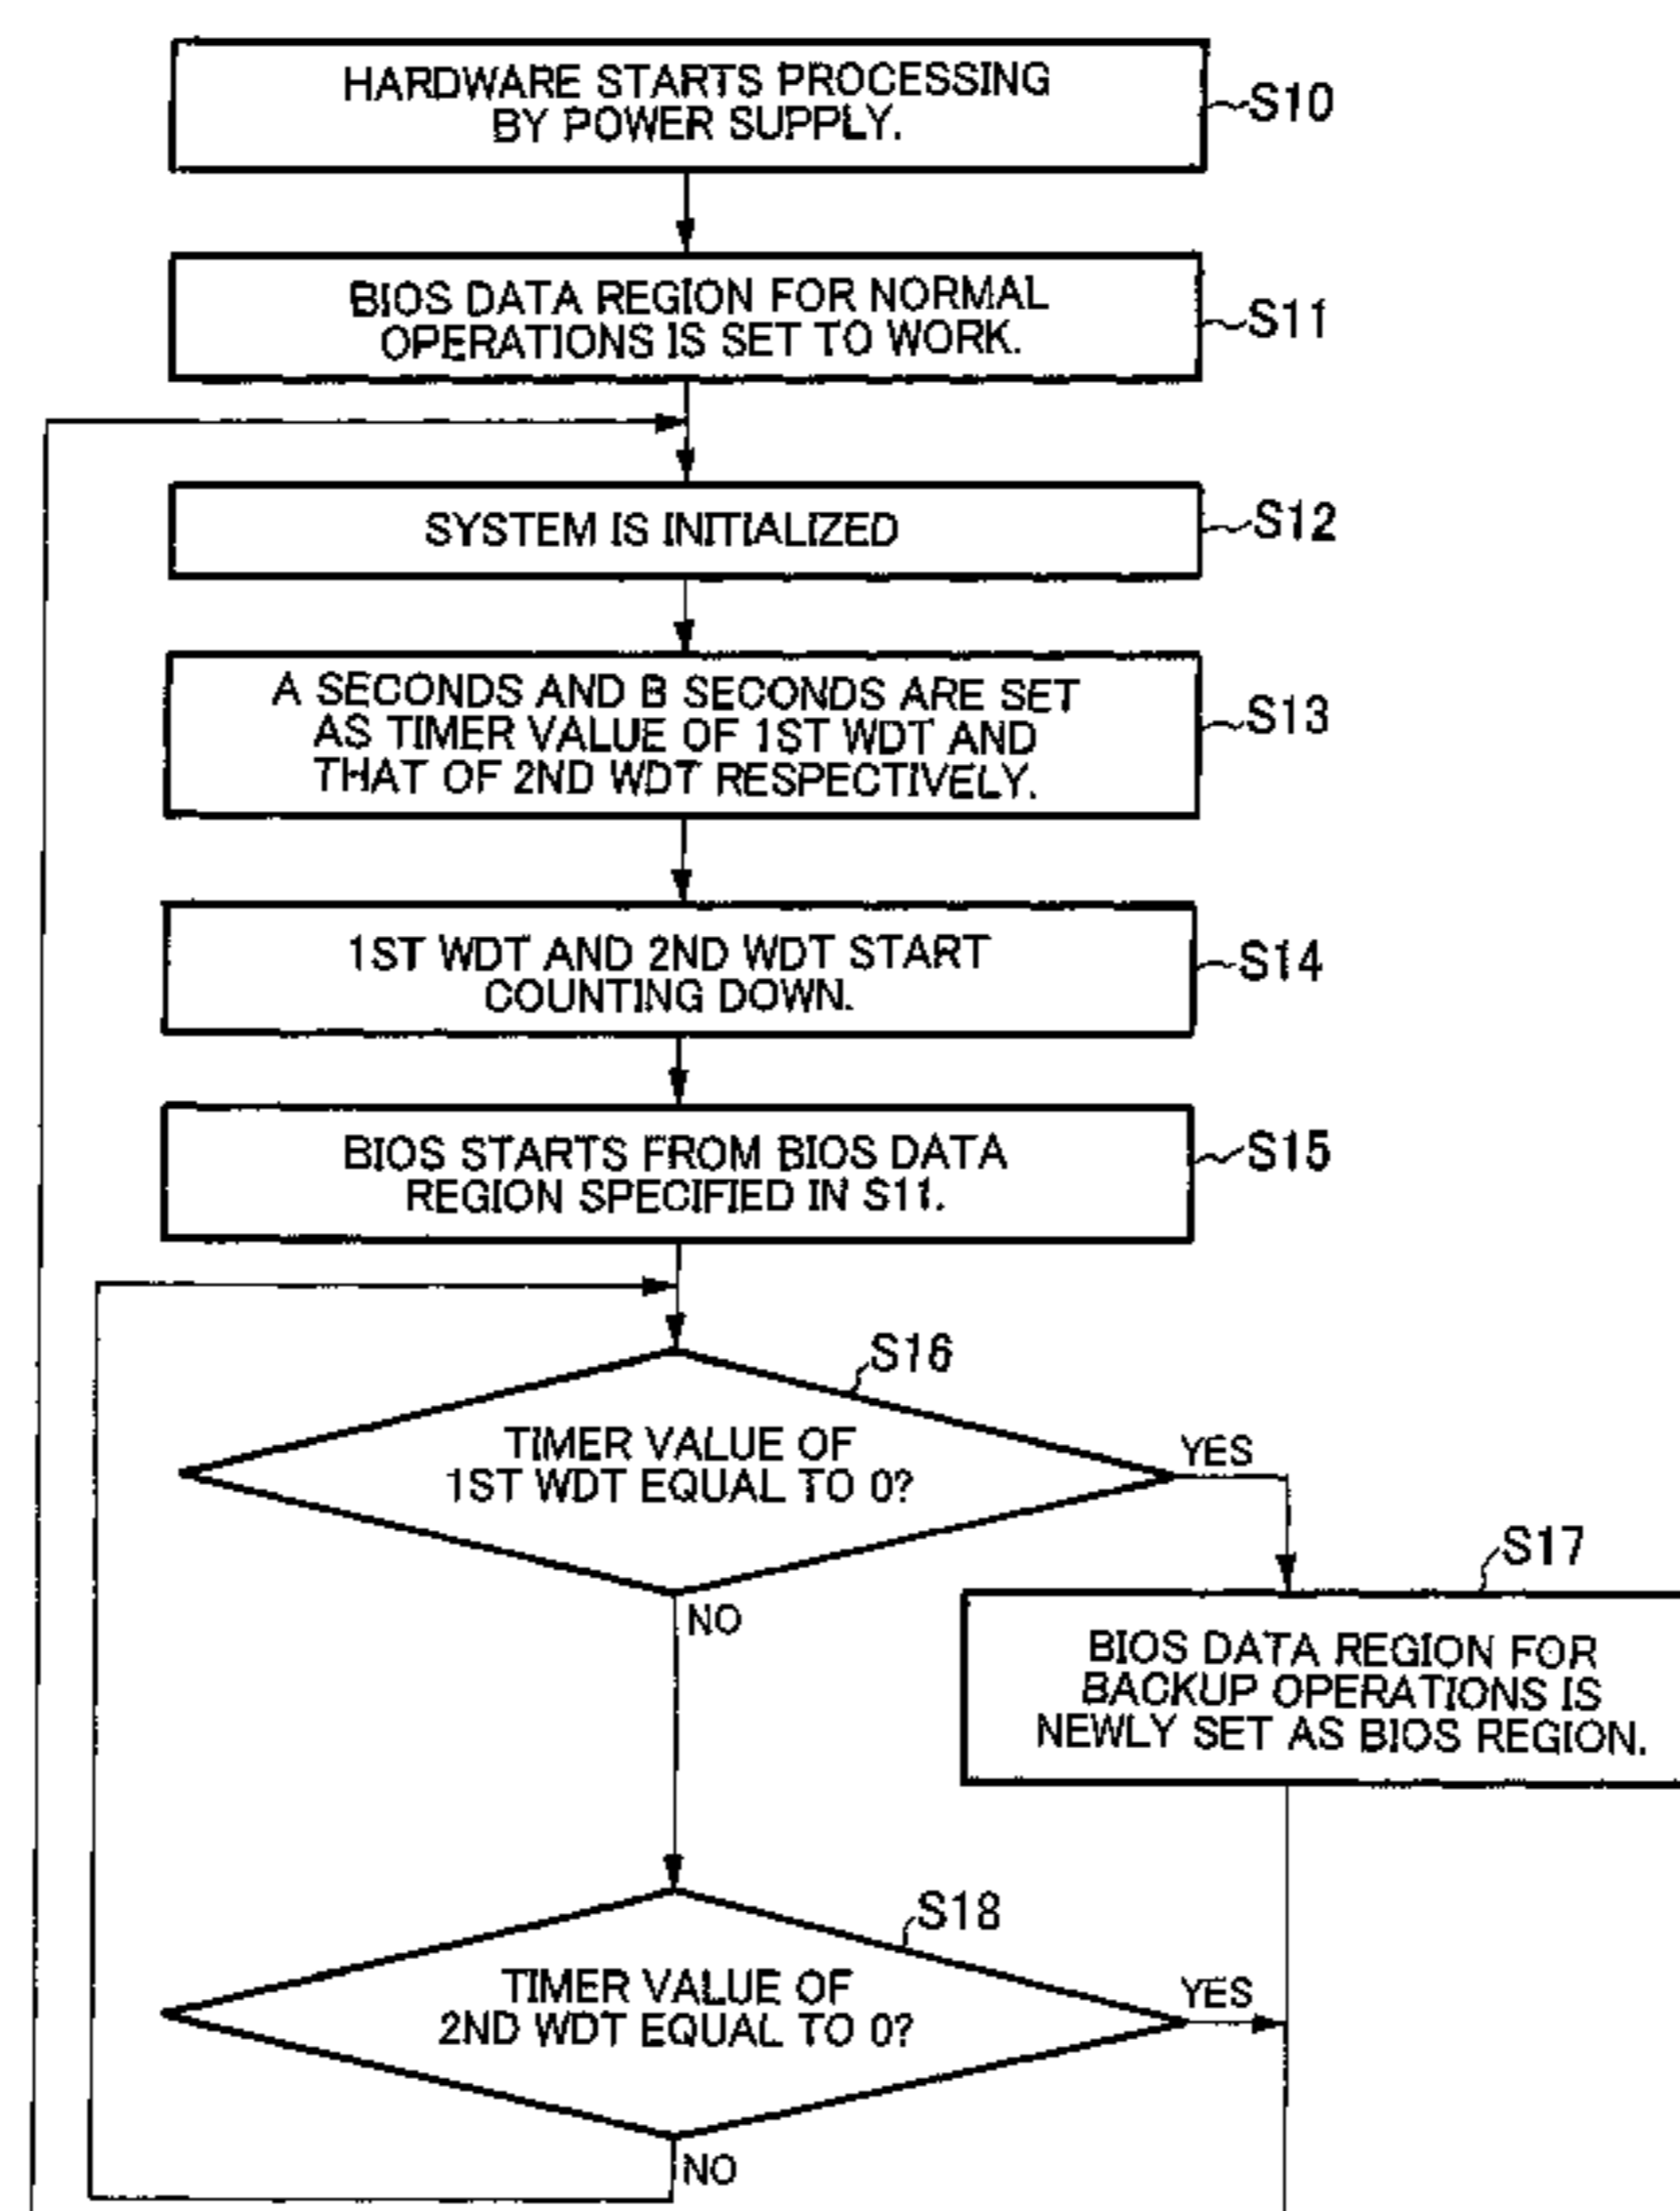 HARDWARE STARTS PROCESSING
BY POWER SUPPLY.
S10
BIOS DATA REGION FOR NORMAL
OPERATIONS IS SET TO WORK.
S11
SYSTEM IS INITIALIZED
S12
A SECONDS AND B SECONDS ARE SET
AS TIMER VALUE OF 1ST WDT AND
THAT OF 2ND WDT RESPECTIVELY.
S13
1ST WDT AND 2ND WDT START
COUNTING DOWN.
S14
BIOS STARTS FROM BIOS DATA
REGION SPECIFIED IN S11.
S15
S16
TIMER VALUE OF
1ST WDT EQUAL TO 0?
YES
NO
S17
BIOS DATA REGION FOR
BACKUP OPERATIONS IS
NEWLY SET AS BIOS REGION.
S18
TIMER VALUE OF
2ND WDT EQUAL TO 0?
YES
NO